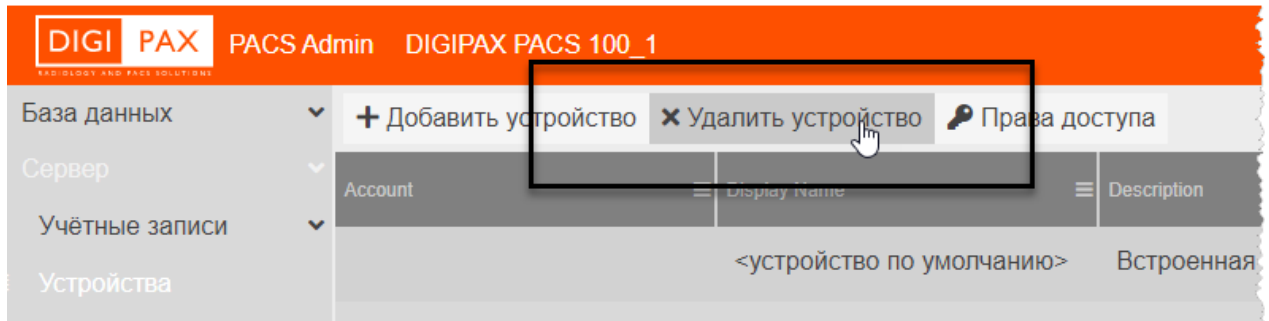 DIGI PAX PACS Admin DIGIPAX PACS 100_1
RADIOLOGY AND PACS SOLUTIONS
База данных
Добавить устройство Удалить устройство Права доступа
Сервер
Account Display Name Description
Учётные записи
<устройство по умолчанию> Встроенная
Устройства